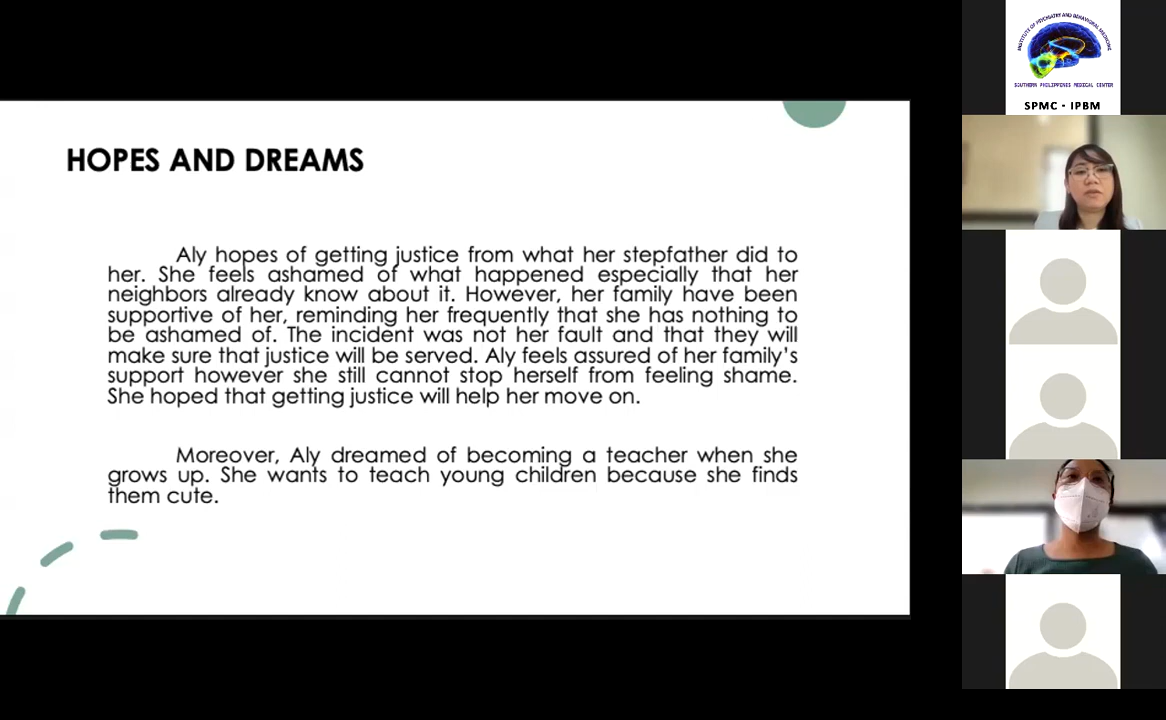 HOPES AND DREAMS
Aly hopes of getting justice from what her stepfather did to
her. She feels ashamed of what happened especially that her
neighbors already know about it. However, her family have been
supportive of her, reminding her frequently that she has nothing to
be ashamed of. The incident was not her fault and that they will
make sure that justice will be served. Aly feels assured of her family's
support however she still cannot stop herself from feeling shame.
She hoped that getting justice will help her move on.
Moreover, Aly dreamed of becoming a teacher when she
grows up. She wants to teach young children because she finds
them cute.
INSTITUTE OF PSYCHIATRY AND BEHAVIORAL MEDICINE
SOUTHERN PHILIPPINES MEDICAL CENTER
SPMC • IPBM